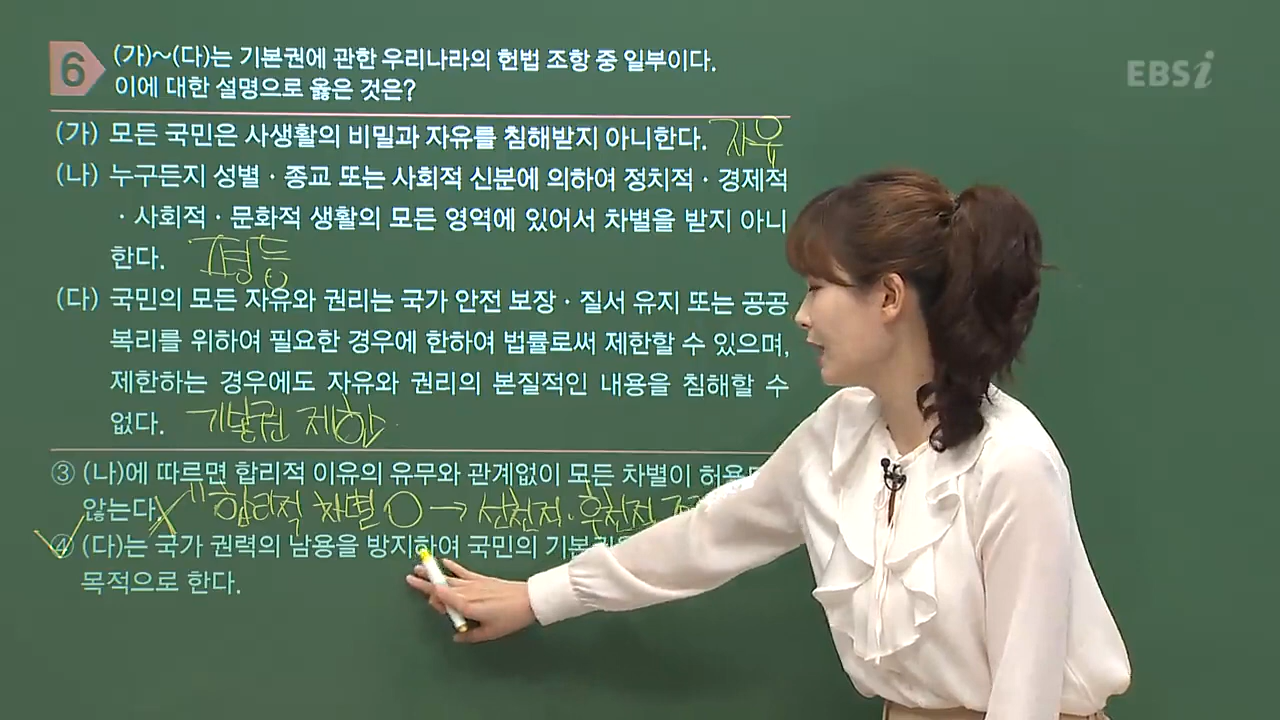 6 (가)~(다)는 기본권에 관한 우리나라의 헌법 조항 중 일부이다.
이에 대한 설명으로 옳은 것은?
EBSi
(가) 모든 국민은 사생활의 비밀과 자유를 침해받지 아니한다. 자유
(나) 누구든지 성별·종교 또는 사회적 신분에 의하여 정치적·경제적
·사회적·문화적 생활의 모든 영역에 있어서 차별을 받지 아니
한다. 평등
(다) 국민의 모든 자유와 권리는 국가 안전 보장·질서 유지 또는 공공
복리를 위하여 필요한 경우에 한하여 법률로써 제한할 수 있으며,
제한하는 경우에도 자유와 권리의 본질적인 내용을 침해할 수
없다. 기본권 제한
③ (나)에 따르면 합리적 이유의 유무와 관계없이 모든 차별이
않는다. X "합리적 차별 O → 선천적·후천적
④ (다)는 국가 권력의 남용을 방지하여 국민의
목적으로 한다.